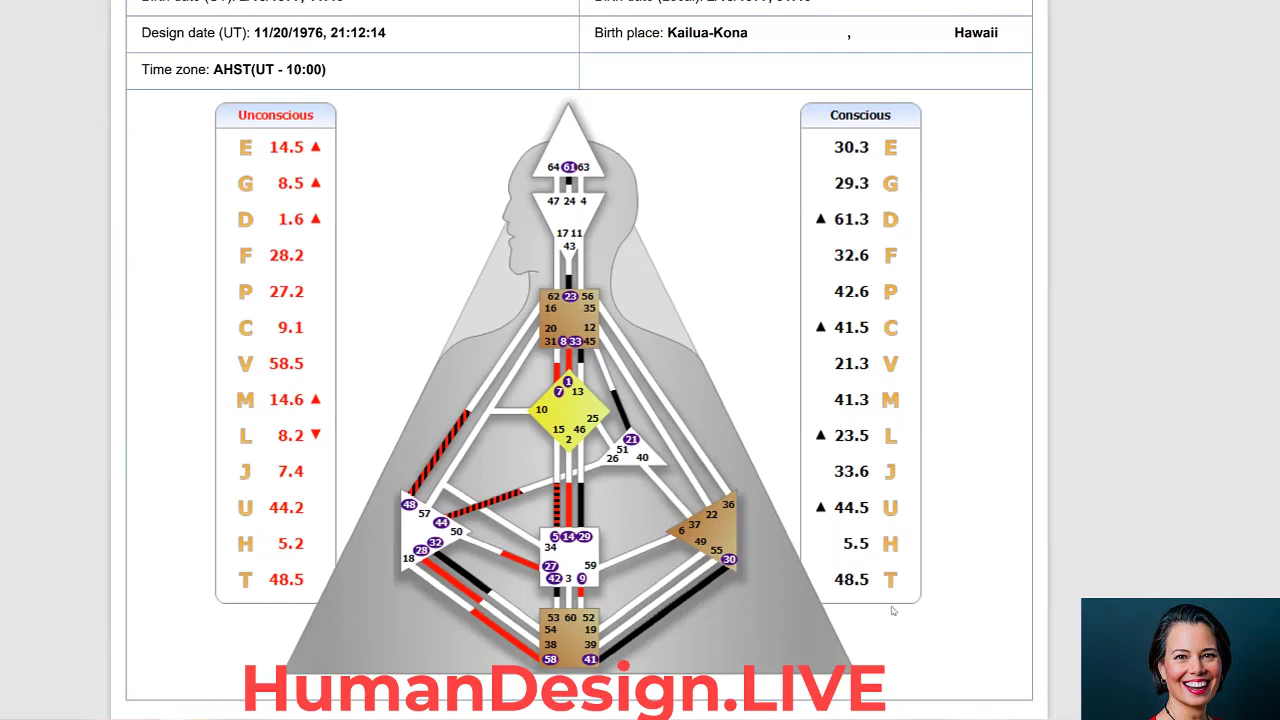 Design date (UT): 11/20/1976, 21:12:14
Birth place: Kailua-Kona , Hawaii
Time zone: AHST(UT - 10:00)
Unconscious
E 14.5 ▲
G 8.5 ▲
D 1.6 ▲
F 28.2
P 27.2
C 9.1
V 58.5
M 14.6 ▲
L 8.2 ▼
J 7.4
U 44.2
H 5.2
T 48.5
64 61 63
47 24 4
17 11
43
62 23 56
16 35
20 12
31 8 33 45
1
7 13
10
25
15 46
2
21
51
26 40
48
57
44
50
32
28
18
5 14 29
34
27 59
42 3 9
36
22
37
6
49
55
30
53 60 52
54 19
38 39
58 41
Conscious
30.3 E
29.3 G
▲ 61.3 D
32.6 F
42.6 P
▲ 41.5 C
21.3 V
41.3 M
▲ 23.5 L
33.6 J
▲ 44.5 U
5.5 H
48.5 T
HumanDesign.LIVE